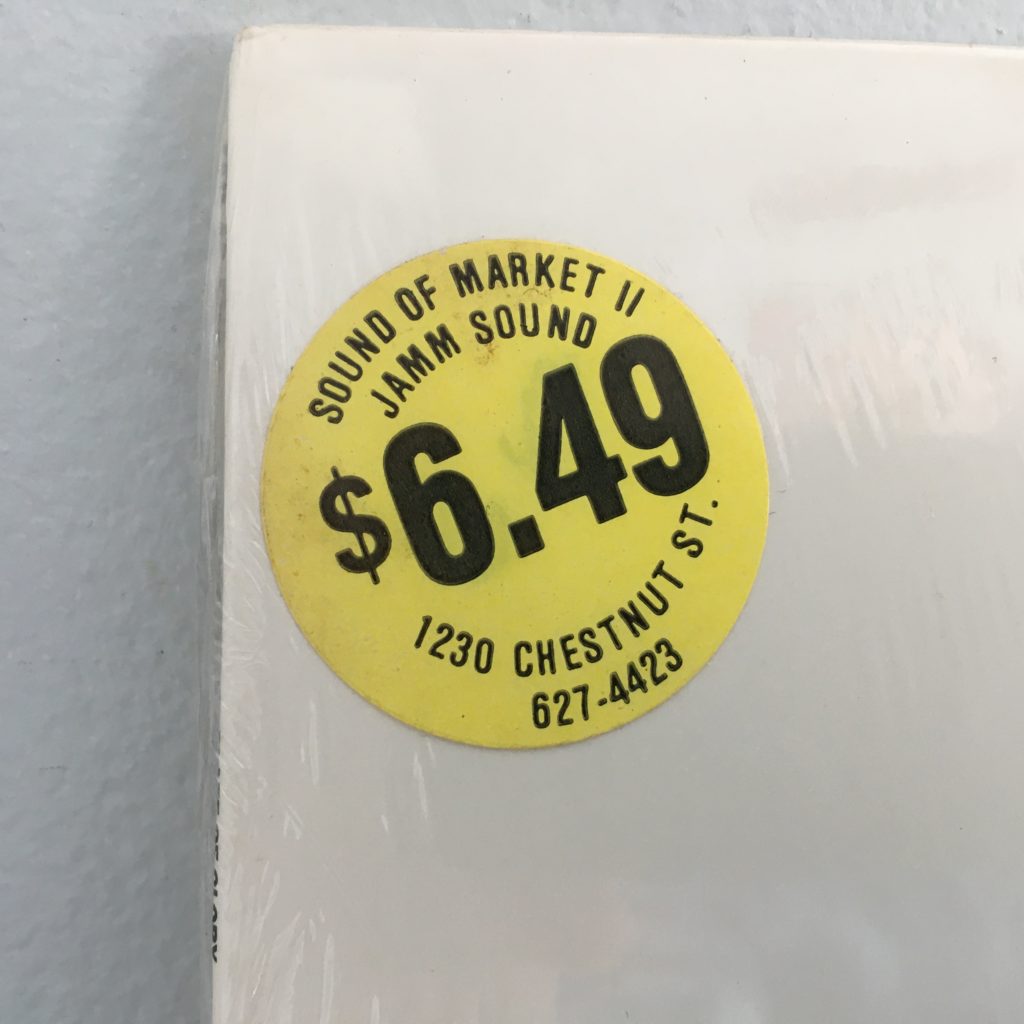 SOUND OF MARKET II
JAMM SOUND
$6.49
1230 CHESTNUT ST.
627-4423